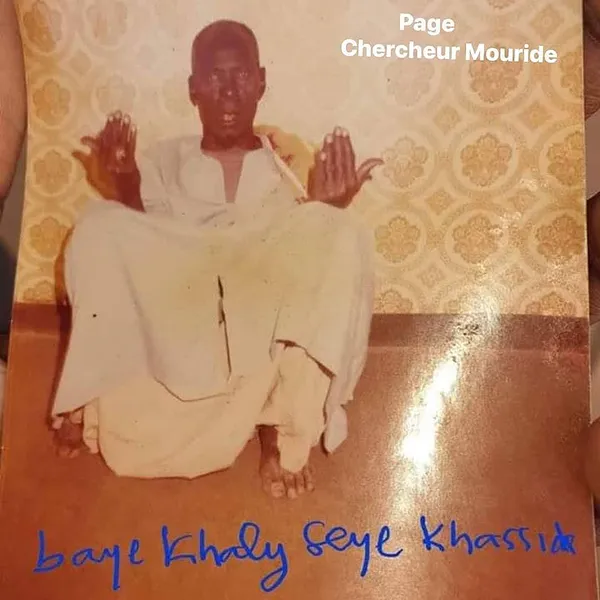 Page
Chercheur Mouride
baye Khaly Seye Khassida